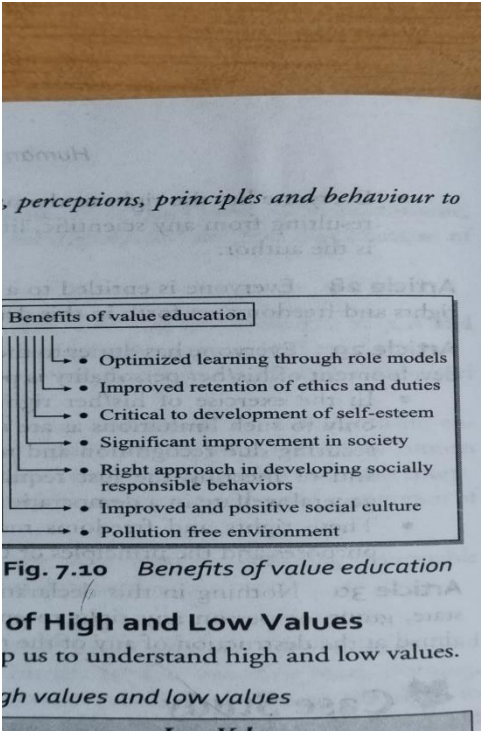 , perceptions, principles and behaviour to
Benefits of value education
• Optimized learning through role models
• Improved retention of ethics and duties
• Critical to development of self-esteem
• Significant improvement in society
• Right approach in developing socially
responsible behaviors
• Improved and positive social culture
• Pollution free environment
Fig. 7.10 Benefits of value education
of High and Low Values
p us to understand high and low values.
gh values and low values